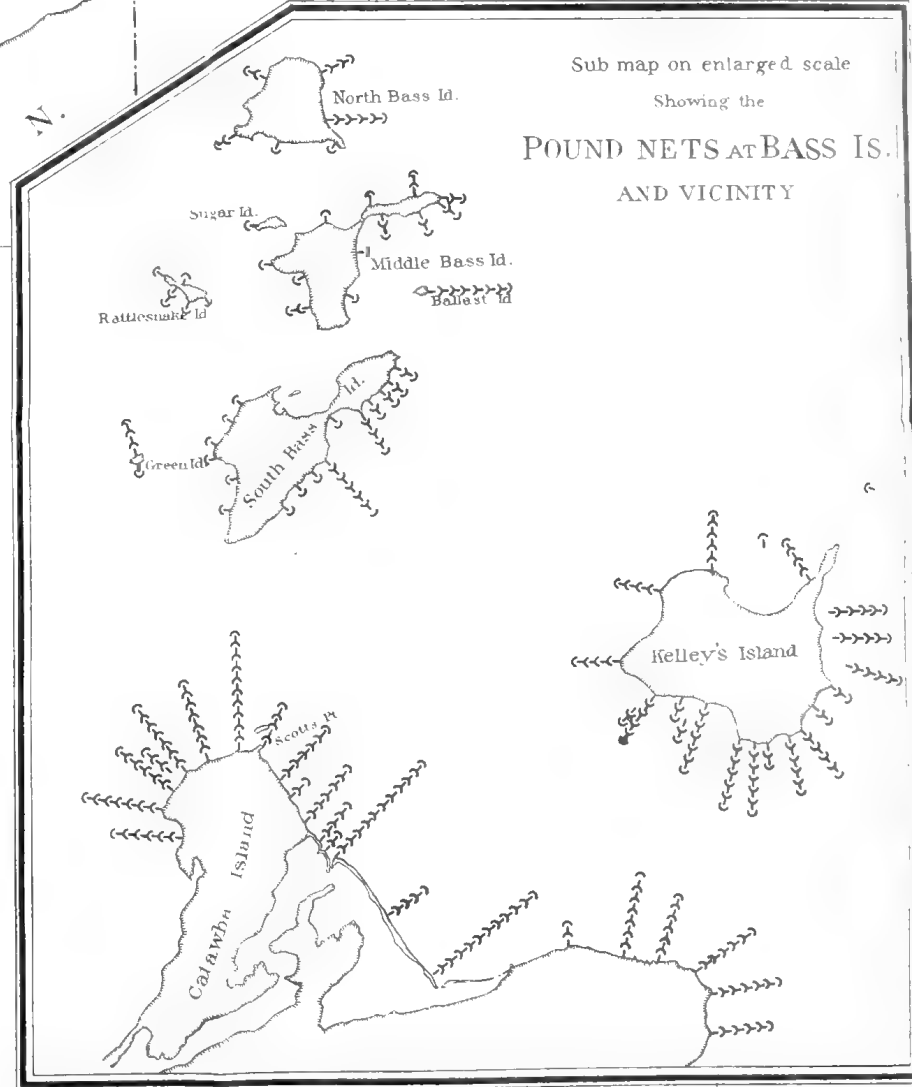 N.
Sub map on enlarged scale
Showing the
POUND NETS AT BASS IS.
AND VICINITY
North Bass Id.
Sugar Id.
Middle Bass Id.
Ballast Id
Rattlesnake Id
South Bass Id.
Green Id
Kelley's Island
Scotts Pt
Catawba Island